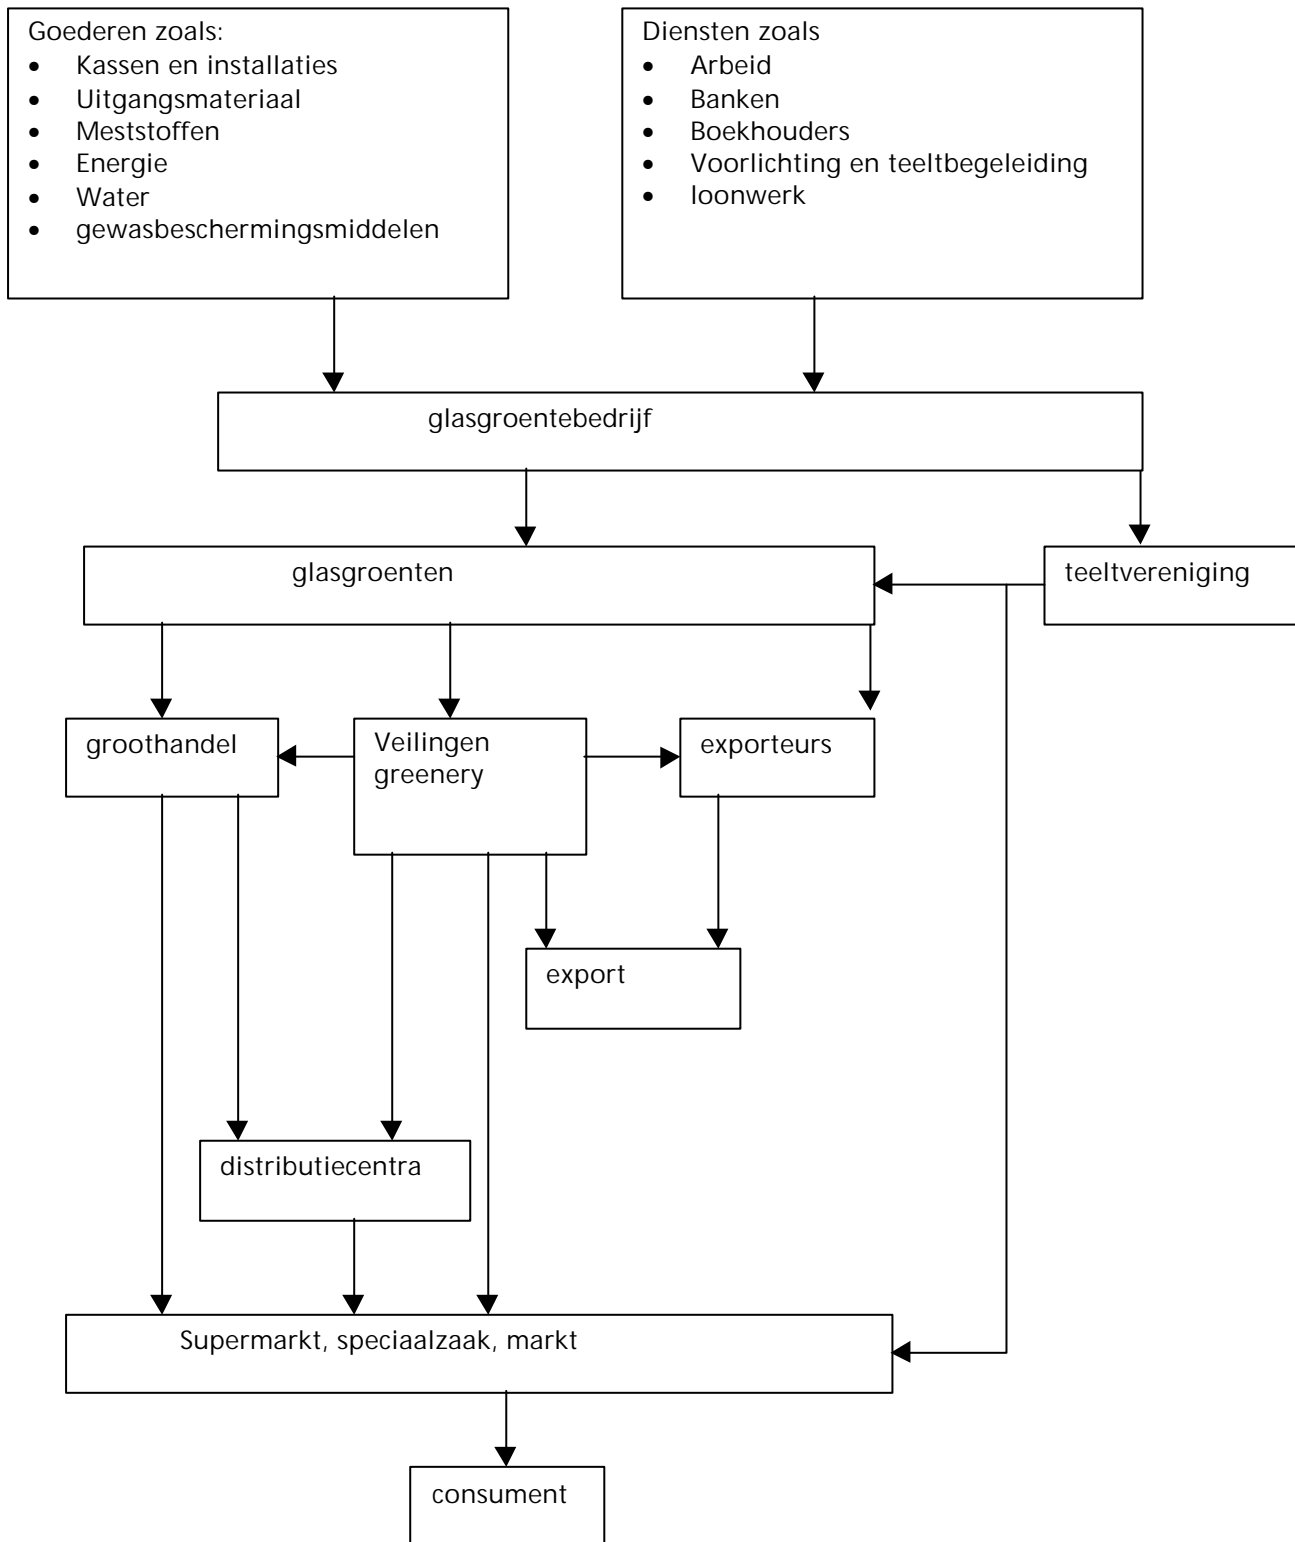 Goederen zoals:
• Kassen en installaties
• Uitgangsmateriaal
• Meststoffen
• Energie
• Water
• gewasbeschermingsmiddelen
Diensten zoals
• Arbeid
• Banken
• Boekhouders
• Voorlichting en teeltbegeleiding
• loonwerk
glasgroentebedrijf
glasgroenten
teeltvereniging
groothandel
Veilingen
greenery
exporteurs
export
distributiecentra
Supermarkt, speciaalzaak, markt
consument